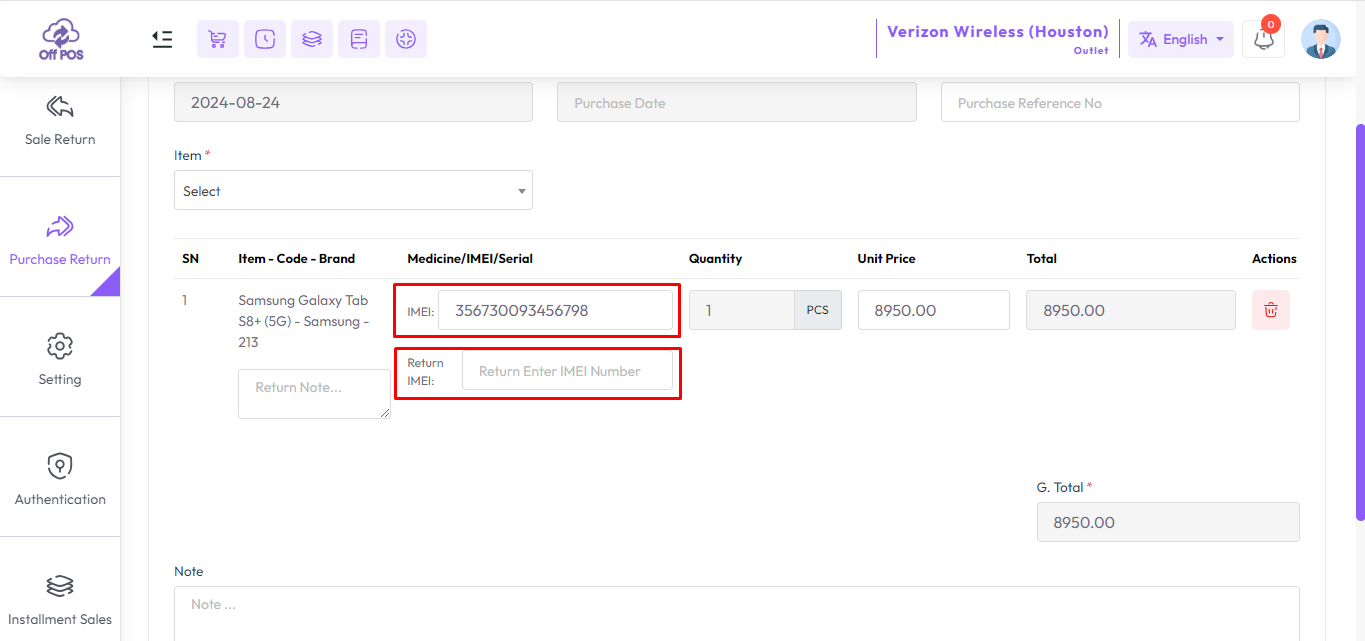 Off POS
Verizon Wireless (Houston)
Outlet
English
0
Sale Return
Purchase Return
Setting
Authentication
Installment Sales
2024-08-24
Purchase Date
Purchase Reference No
Item *
Select
SN
Item - Code - Brand
Medicine/IMEI/Serial
Quantity
Unit Price
Total
Actions
1
Samsung Galaxy Tab
S8+ (5G) - Samsung -
213
Return Note...
IMEI:
356730093456798
Return
IMEI:
Return Enter IMEI Number
1
PCS
8950.00
8950.00
G. Total *
8950.00
Note
Note ...